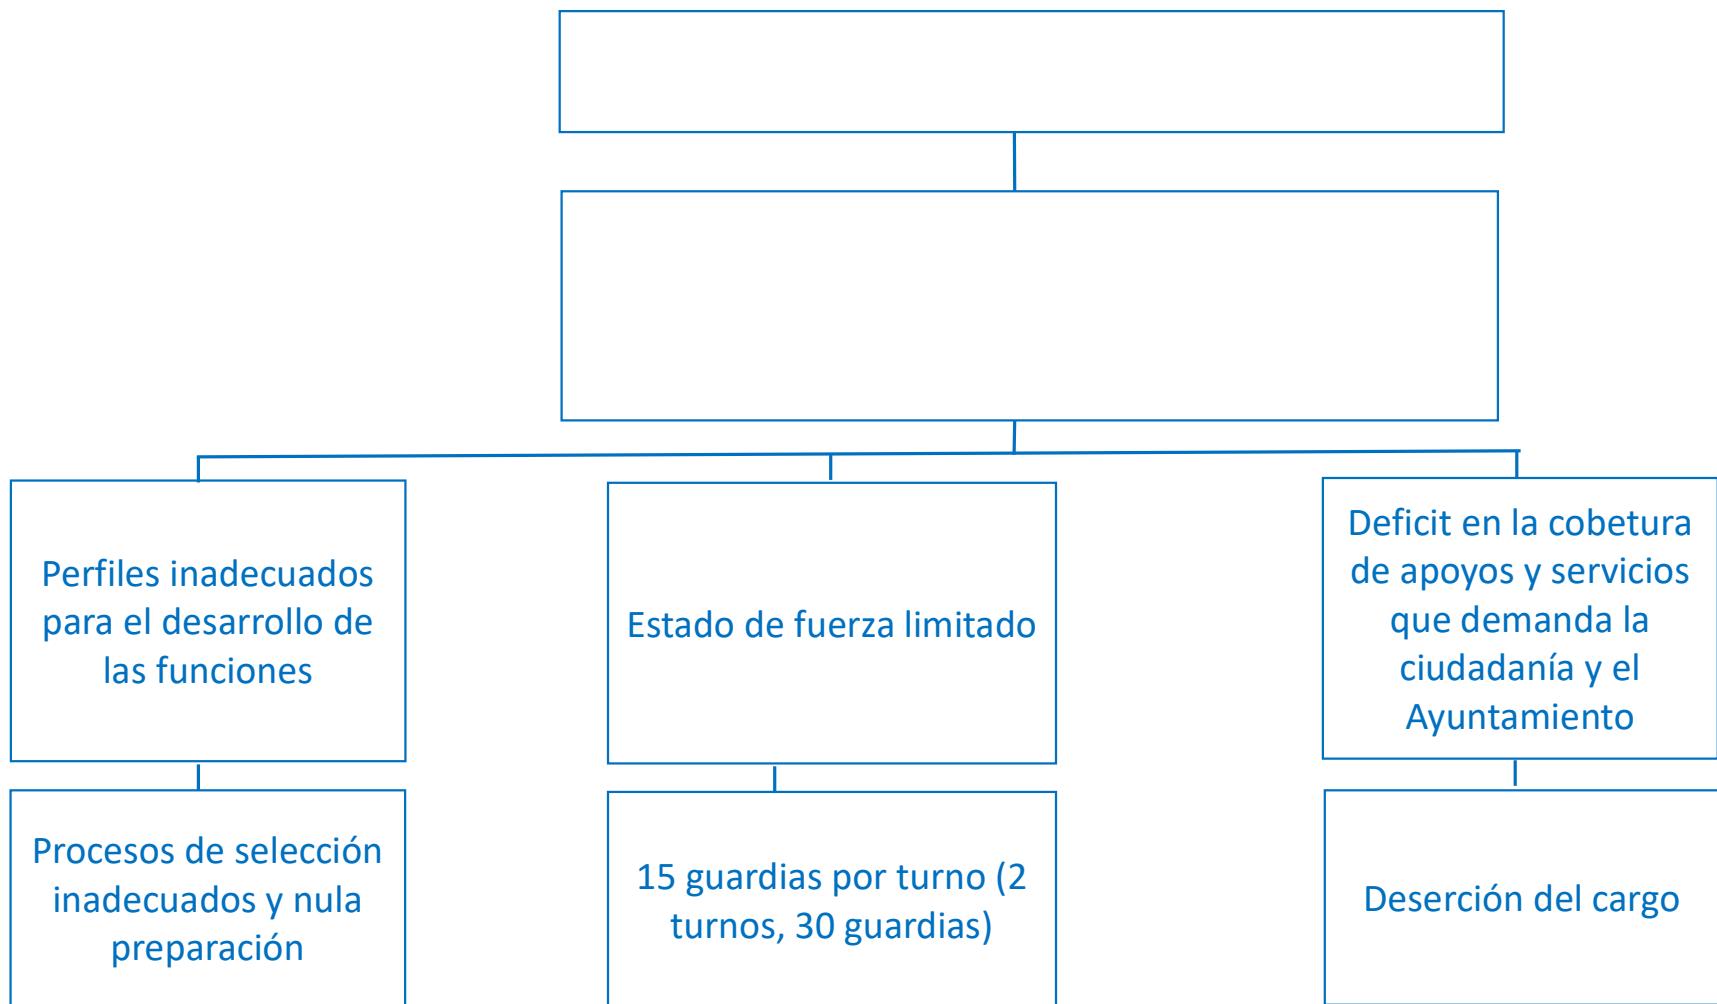 Perfiles inadecuados
para el desarrollo de
las funciones
Estado de fuerza limitado
Deficit en la cobetura
de apoyos y servicios
que demanda la
ciudadanía y el
Ayuntamiento
Procesos de selección
inadecuados y nula
preparación
15 guardias por turno (2
turnos, 30 guardias)
Deserción del cargo